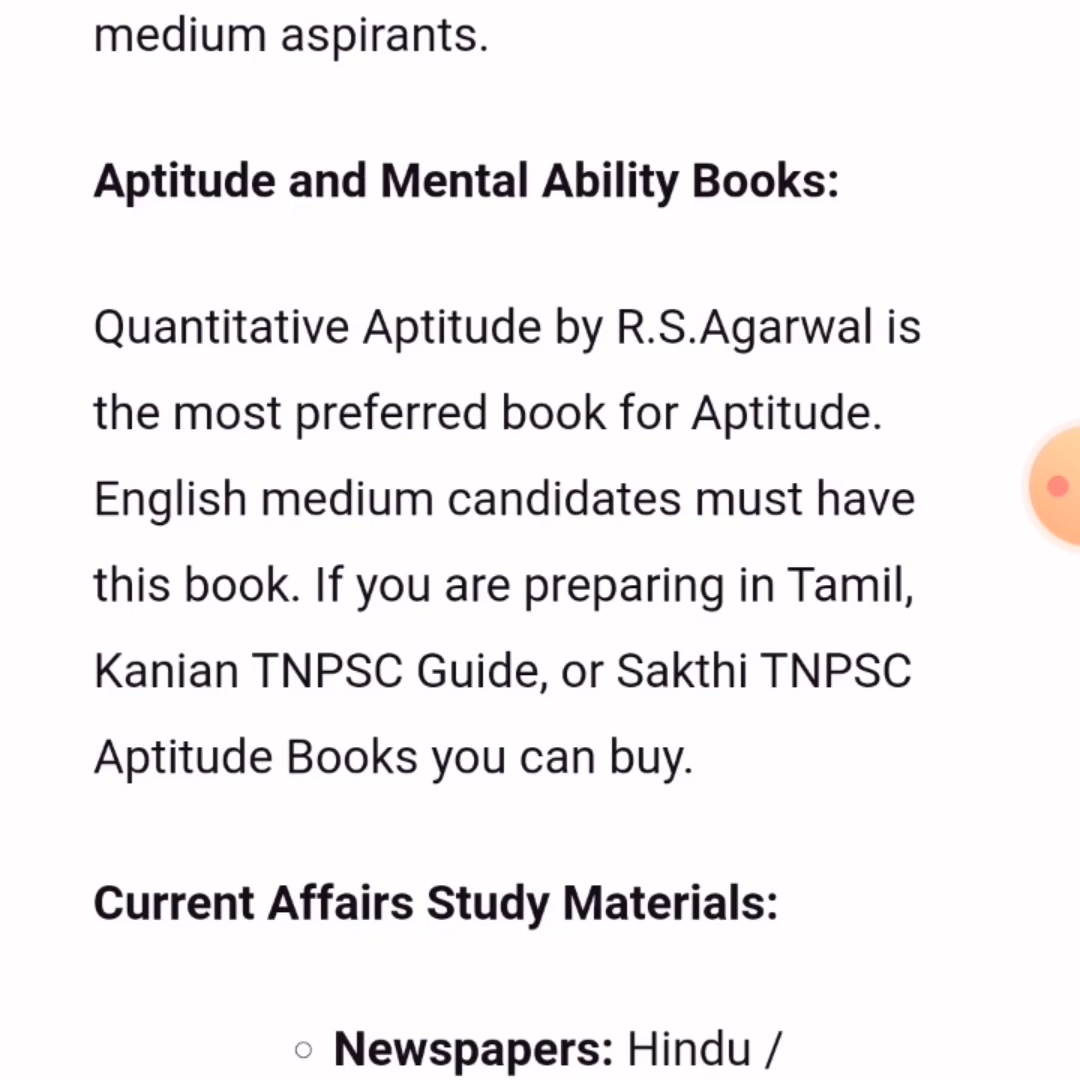 medium aspirants.
Aptitude and Mental Ability Books:
Quantitative Aptitude by R.S.Agarwal is
the most preferred book for Aptitude.
English medium candidates must have
this book. If you are preparing in Tamil,
Kanian TNPSC Guide, or Sakthi TNPSC
Aptitude Books you can buy.
Current Affairs Study Materials:
○ Newspapers: Hindu /